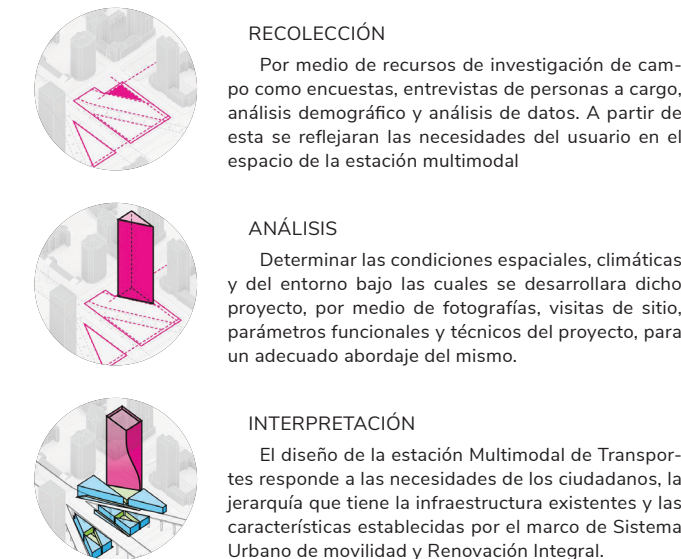 RECOLECCIÓN
Por medio de recursos de investigación de cam-
po como encuestas, entrevistas de personas a cargo,
análisis demográfico y análisis de datos. A partir de
esta se reflejaran las necesidades del usuario en el
espacio de la estación multimodal
ANÁLISIS
Determinar las condiciones espaciales, climáticas
y del entorno bajo las cuales se desarrollara dicho
proyecto, por medio de fotografías, visitas de sitio,
parámetros funcionales y técnicos del proyecto, para
un adecuado abordaje del mismo.
INTERPRETACIÓN
El diseño de la estación Multimodal de Transpor-
tes responde a las necesidades de los ciudadanos, la
jerarquía que tiene la infraestructura existentes y las
características establecidas por el marco de Sistema
Urbano de movilidad y Renovación Integral.